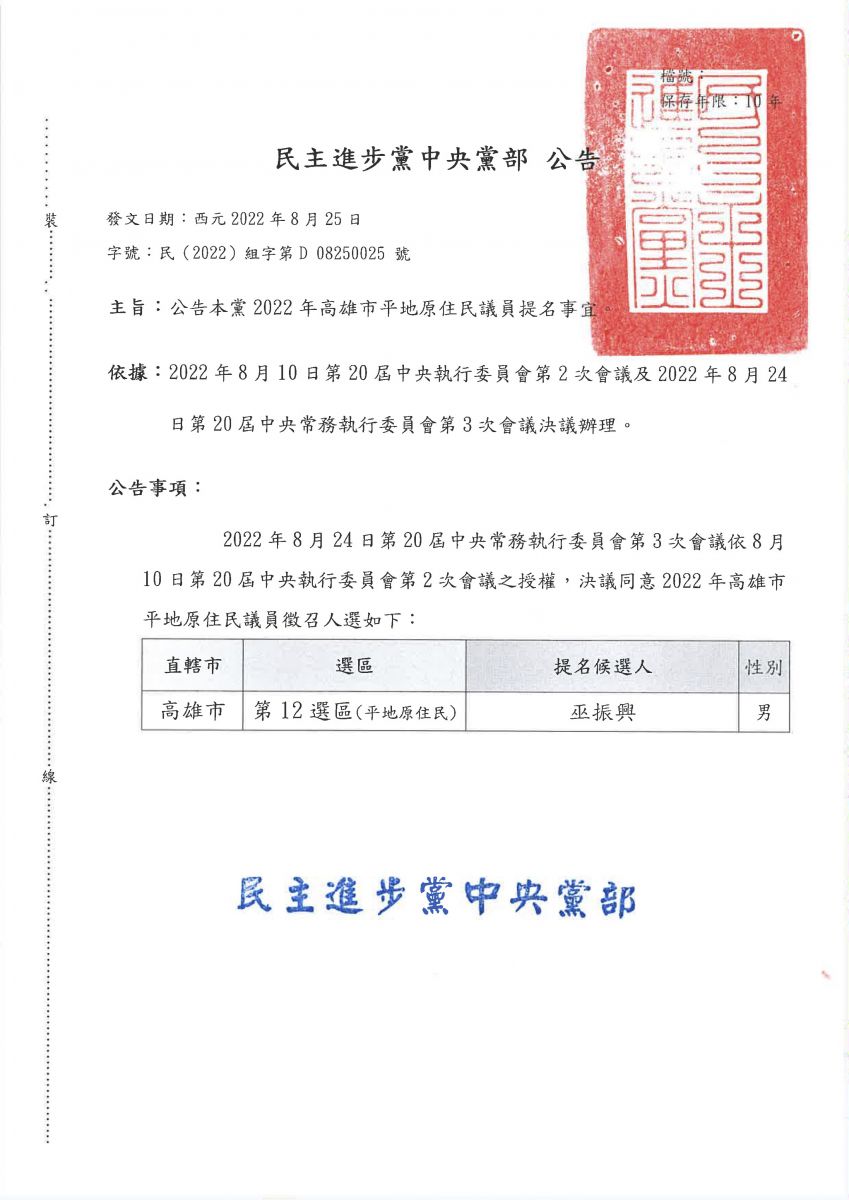 檔號：
保存年限：10 年
民主進步黨中央黨部 公告
發文日期：西元 2022 年 8 月 25 日
字號：民（2022）組字第 D 08250025 號
主旨：公告本黨 2022 年高雄市平地原住民議員提名事宜。
依據：2022 年 8 月 10 日第 20 屆中央執行委員會第 2 次會議及 2022 年 8 月 24
日第 20 屆中央常務執行委員會第 3 次會議決議辦理。
公告事項：
2022 年 8 月 24 日第 20 屆中央常務執行委員會第 3 次會議依 8 月
10 日第 20 屆中央執行委員會第 2 次會議之授權，決議同意 2022 年高雄市
平地原住民議員徵召人選如下：
直轄市 選區 提名候選人 性別
高雄市 第 12 選區(平地原住民) 巫振興 男
民主進步黨中央黨部
裝
訂
線